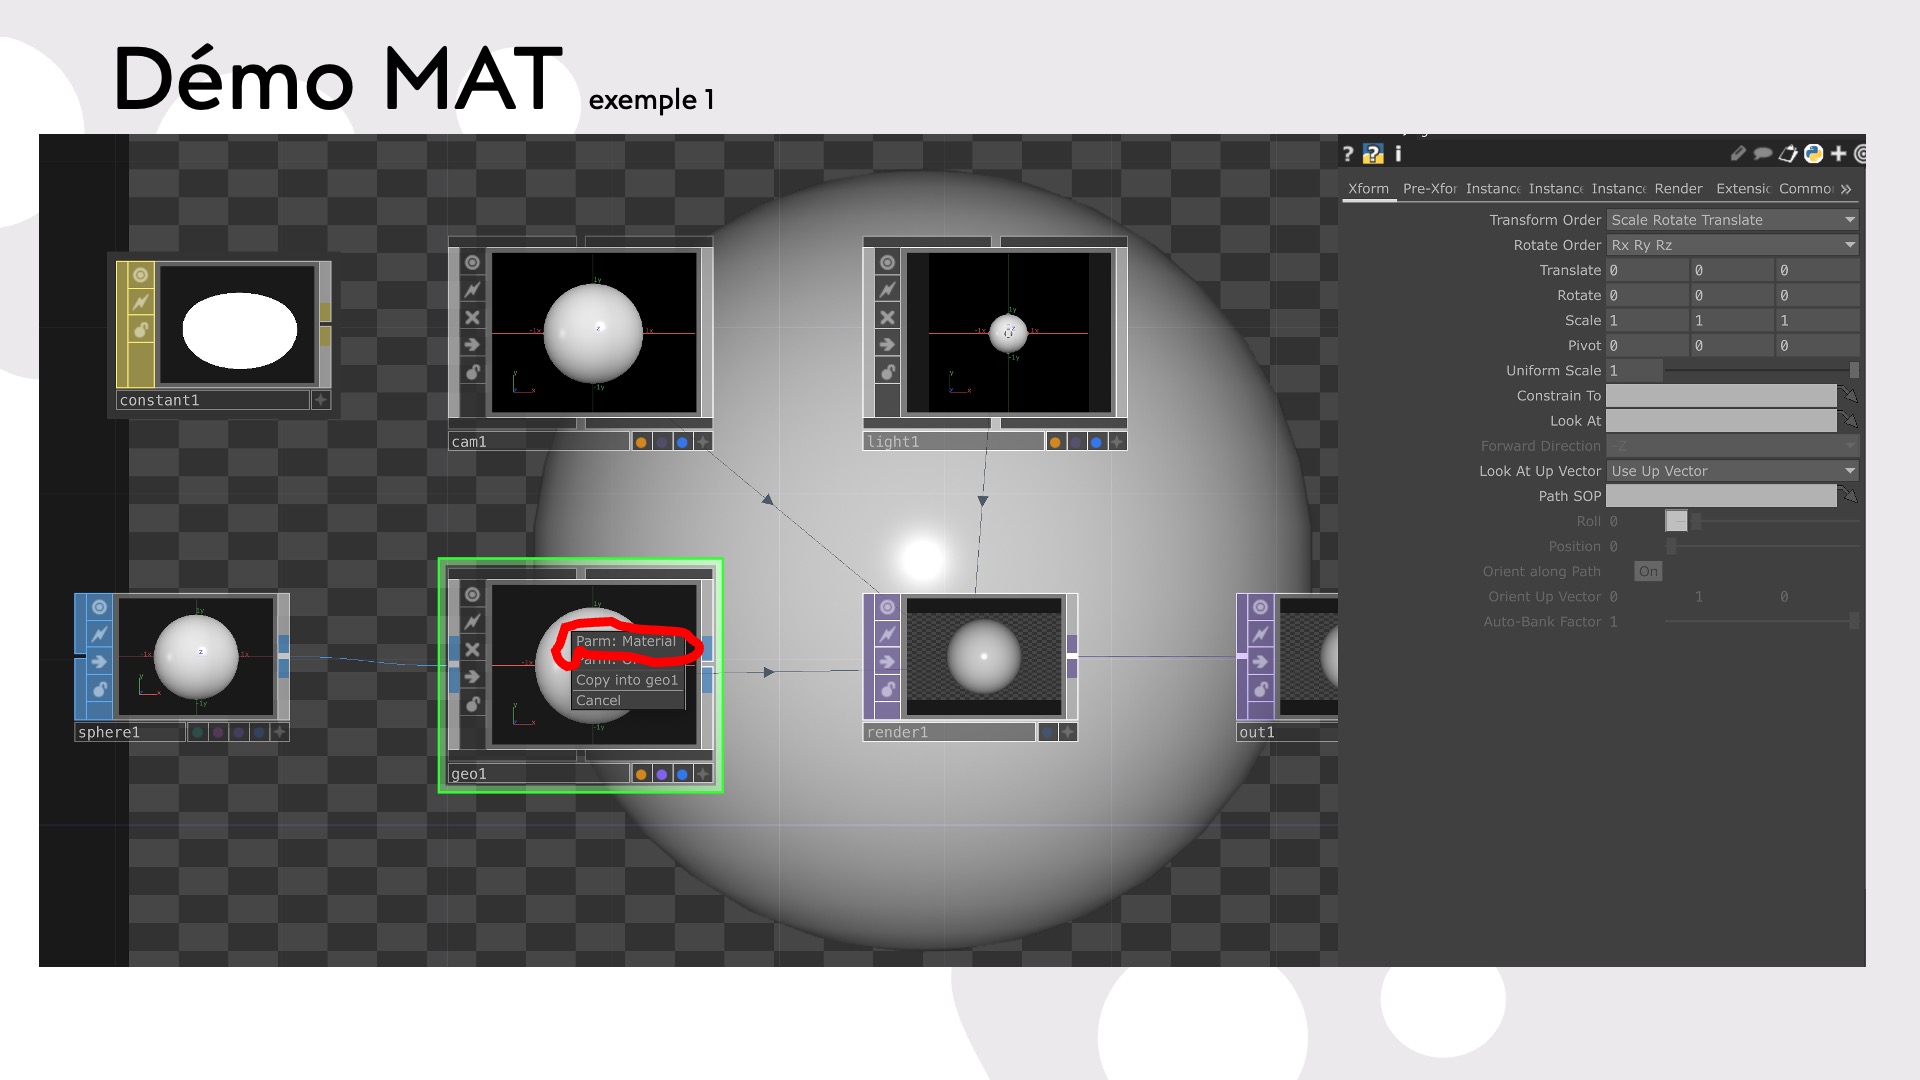 Démo MAT exemple 1
? ? i
Xform Pre-Xfor Instanc Instanc Instanc Render Extensic Commo »
Transform Order Scale Rotate Translate
Rotate Order Rx Ry Rz
Translate 0 0 0
Rotate 0 0 0
Scale 1 1 1
Pivot 0 0 0
Uniform Scale 1
Constrain To
Look At
Forward Direction -Z
Look At Up Vector Use Up Vector
Path SOP
Roll 0
Position 0
Orient along Path On
Orient Up Vector 0 1 0
Auto-Bank Factor 1
constant1
cam1
light1
sphere1
geo1
Parm: Material
Parm:
Copy into geo1
Cancel
render1
out1